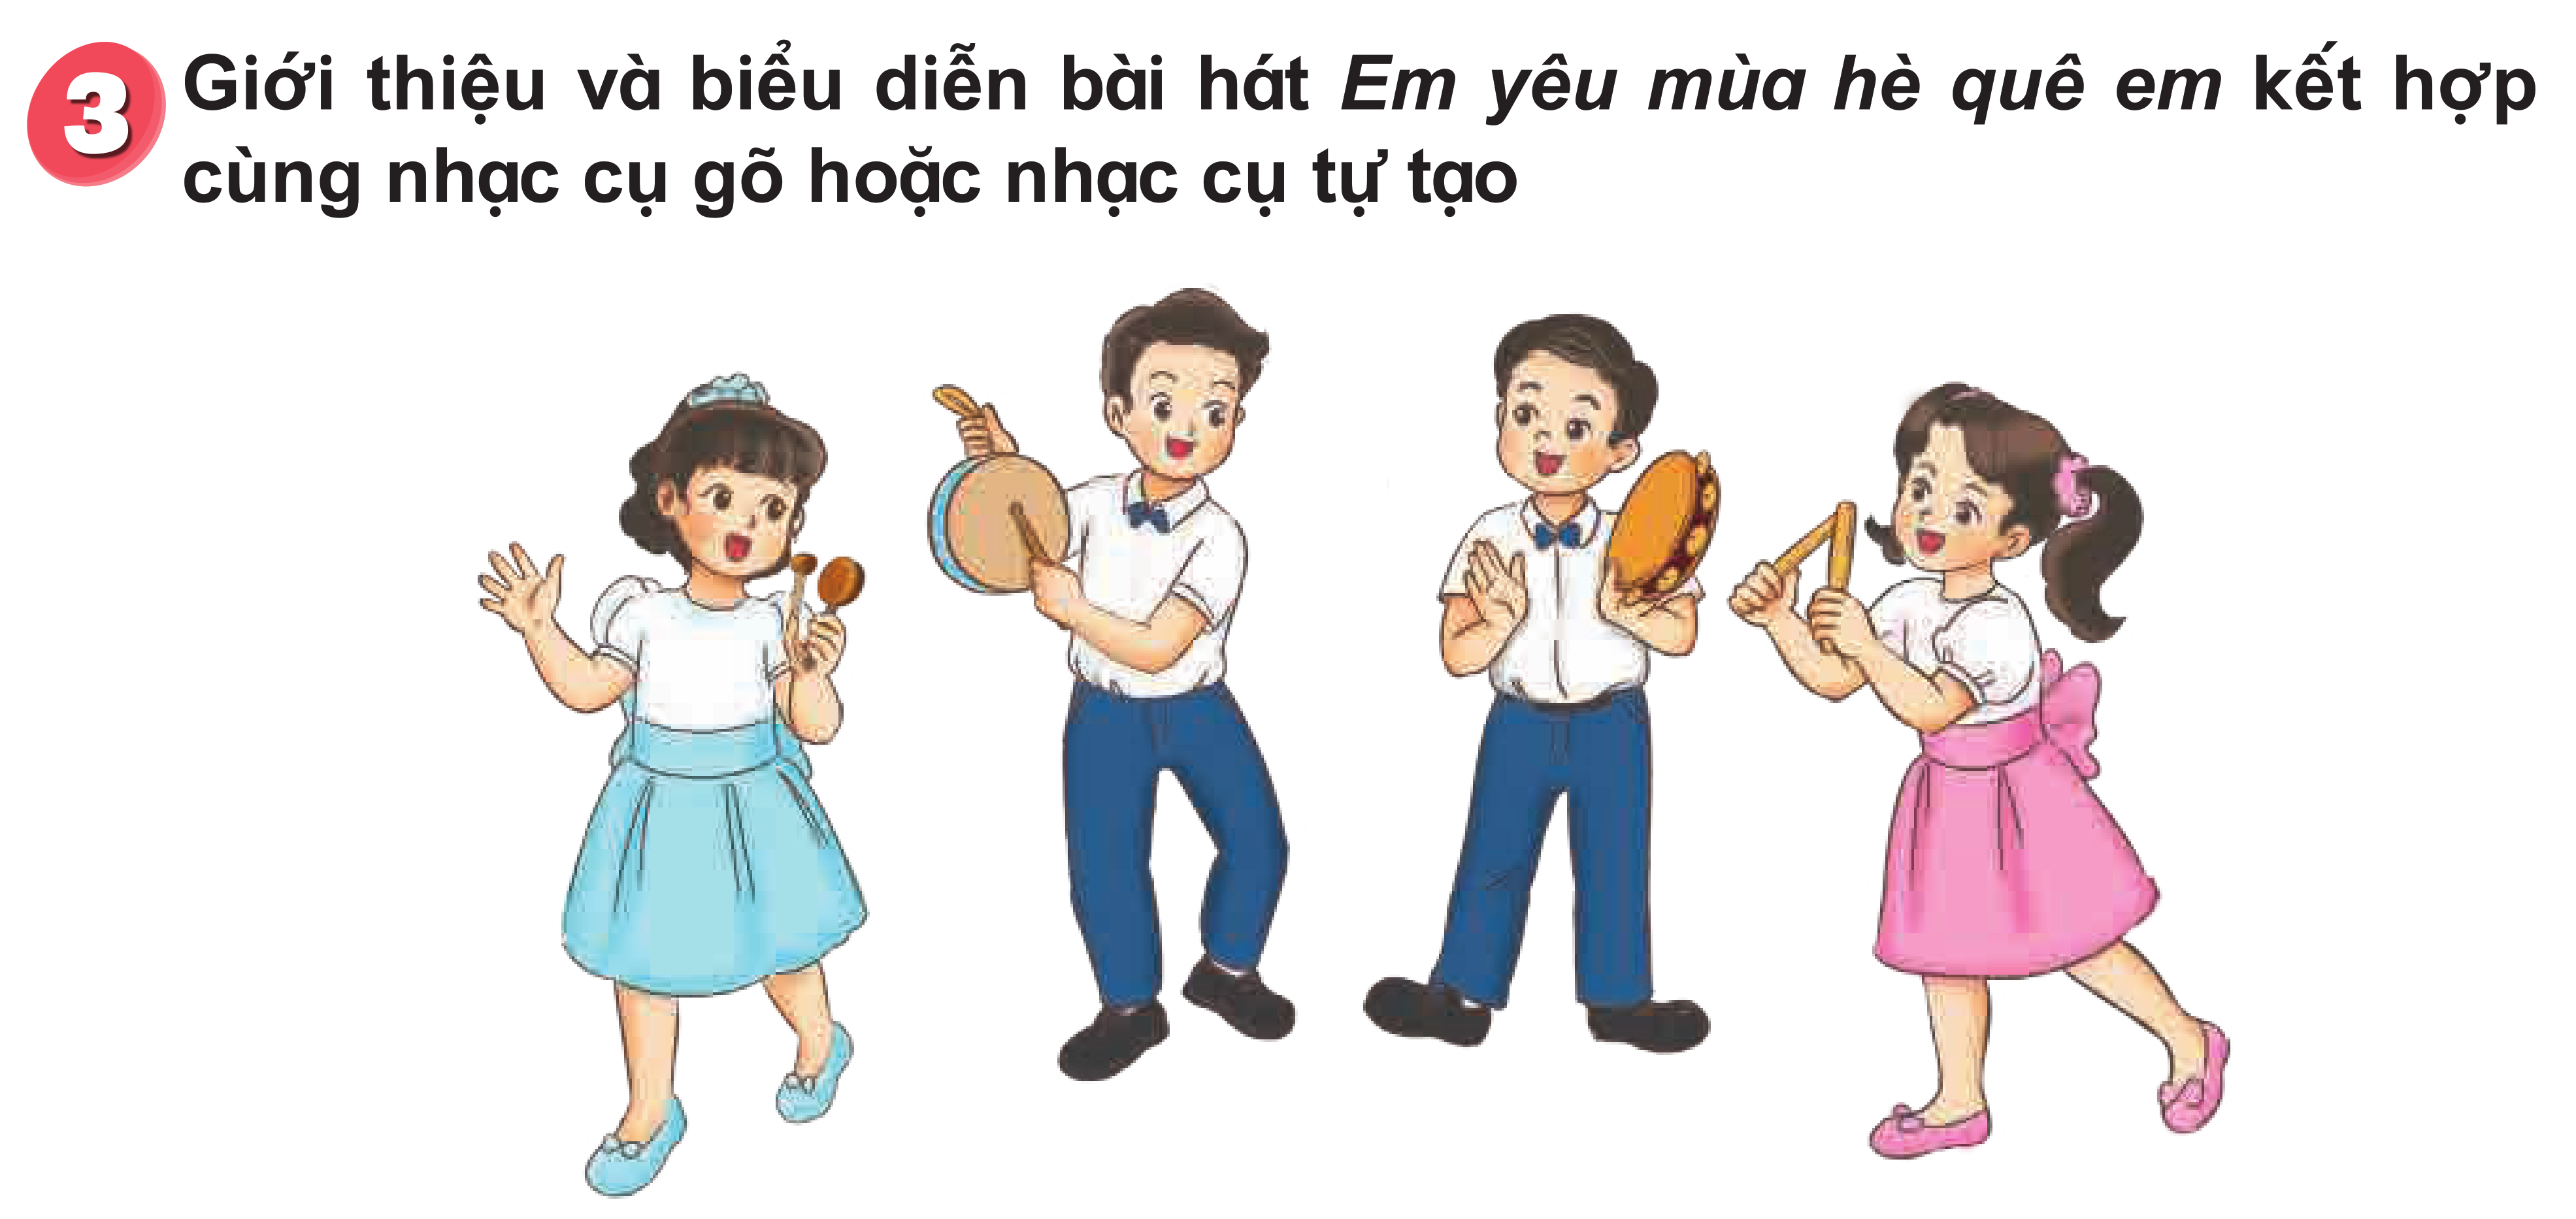 3 Giới thiệu và biểu diễn bài hát Em yêu mùa hè quê em kết hợp
cùng nhạc cụ gõ hoặc nhạc cụ tự tạo